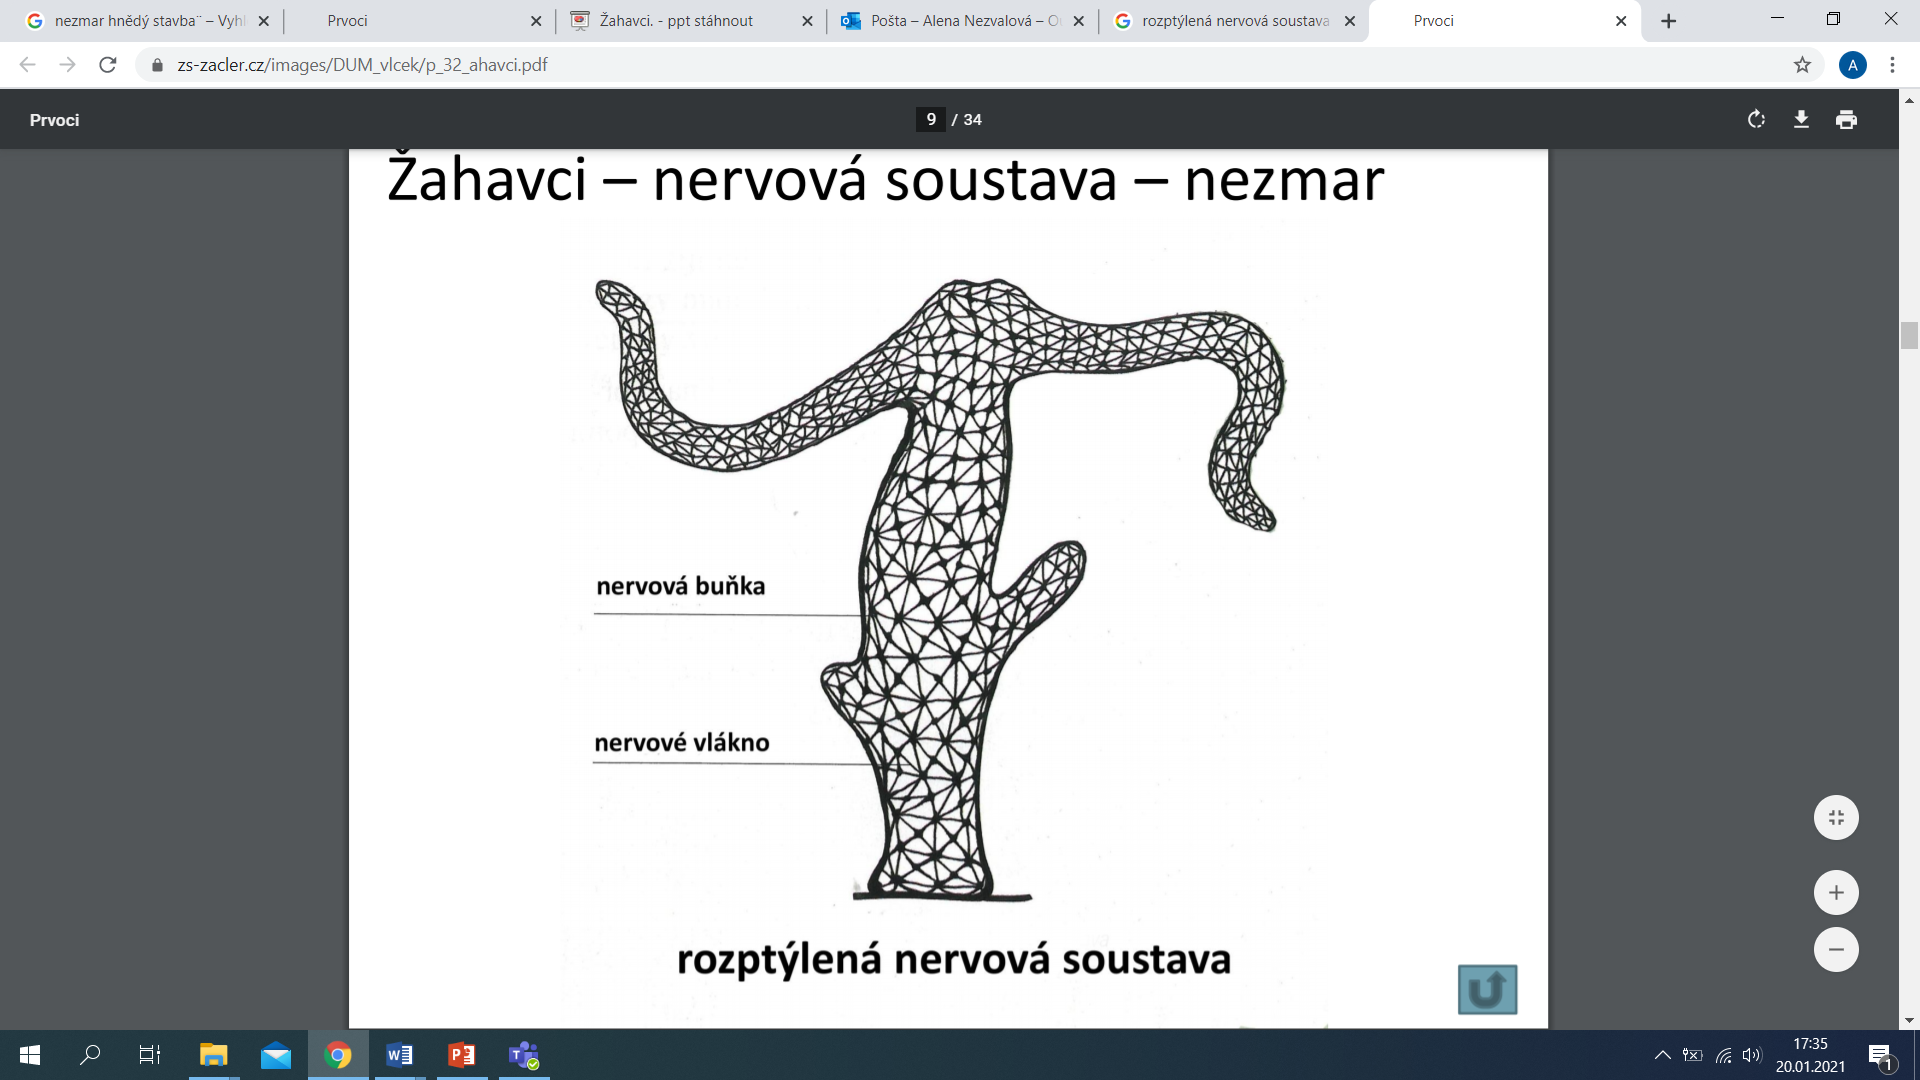 nezmar hnědý stavba¨ – Vyhl
Prvoci
Žahavci. - ppt stáhnout
Pošta – Alena Nezvalová – Ou
rozptýlená nervová soustava
Prvoci
zs-zacler.cz/images/DUM_vlcek/p_32_ahavci.pdf
A
Prvoci
9 / 34
Žahavci – nervová soustava – nezmar
nervová buňka
nervové vlákno
rozptýlená nervová soustava
17:35
20.01.2021
1